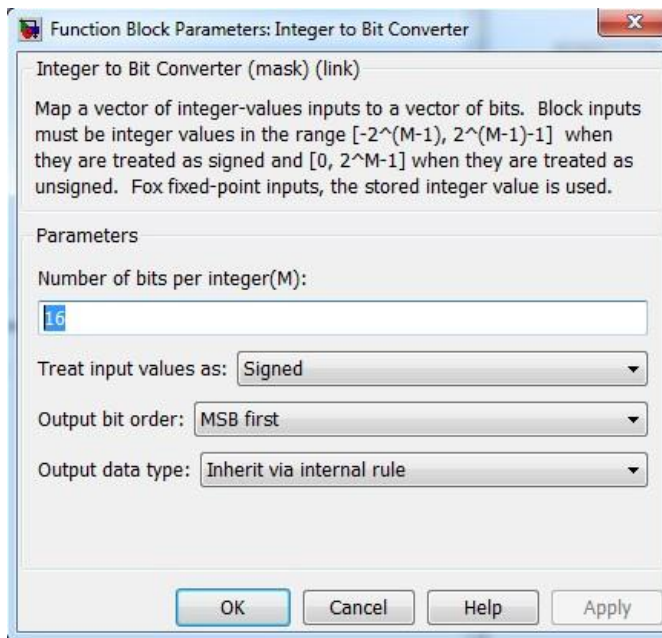 Function Block Parameters: Integer to Bit Converter
Integer to Bit Converter (mask) (link)
Map a vector of integer-values inputs to a vector of bits. Block inputs
must be integer values in the range [-2^(M-1), 2^(M-1)-1] when
they are treated as signed and [0, 2^M-1] when they are treated as
unsigned. Fox fixed-point inputs, the stored integer value is used.
Parameters
Number of bits per integer(M):
16
Treat input values as: Signed
Output bit order: MSB first
Output data type: Inherit via internal rule
OK Cancel Help Apply